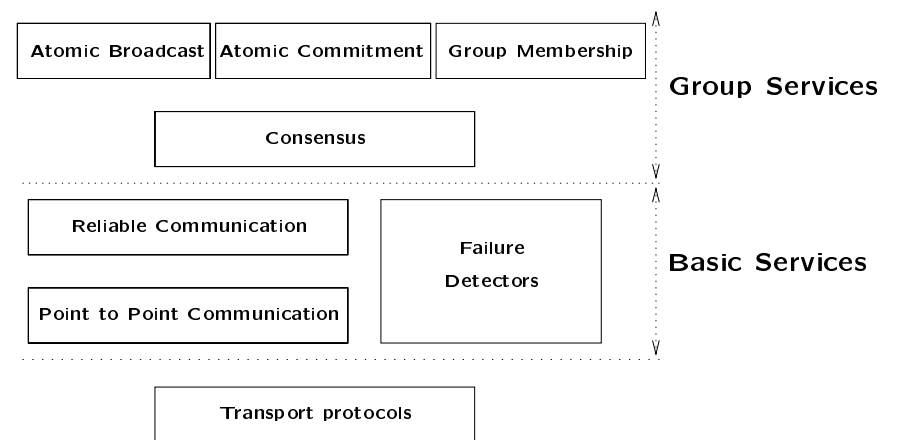 Atomic Broadcast
Atomic Commitment
Group Membership
Group Services
Consensus
Reliable Communication
Failure
Detectors
Basic Services
Point to Point Communication
Transport protocols